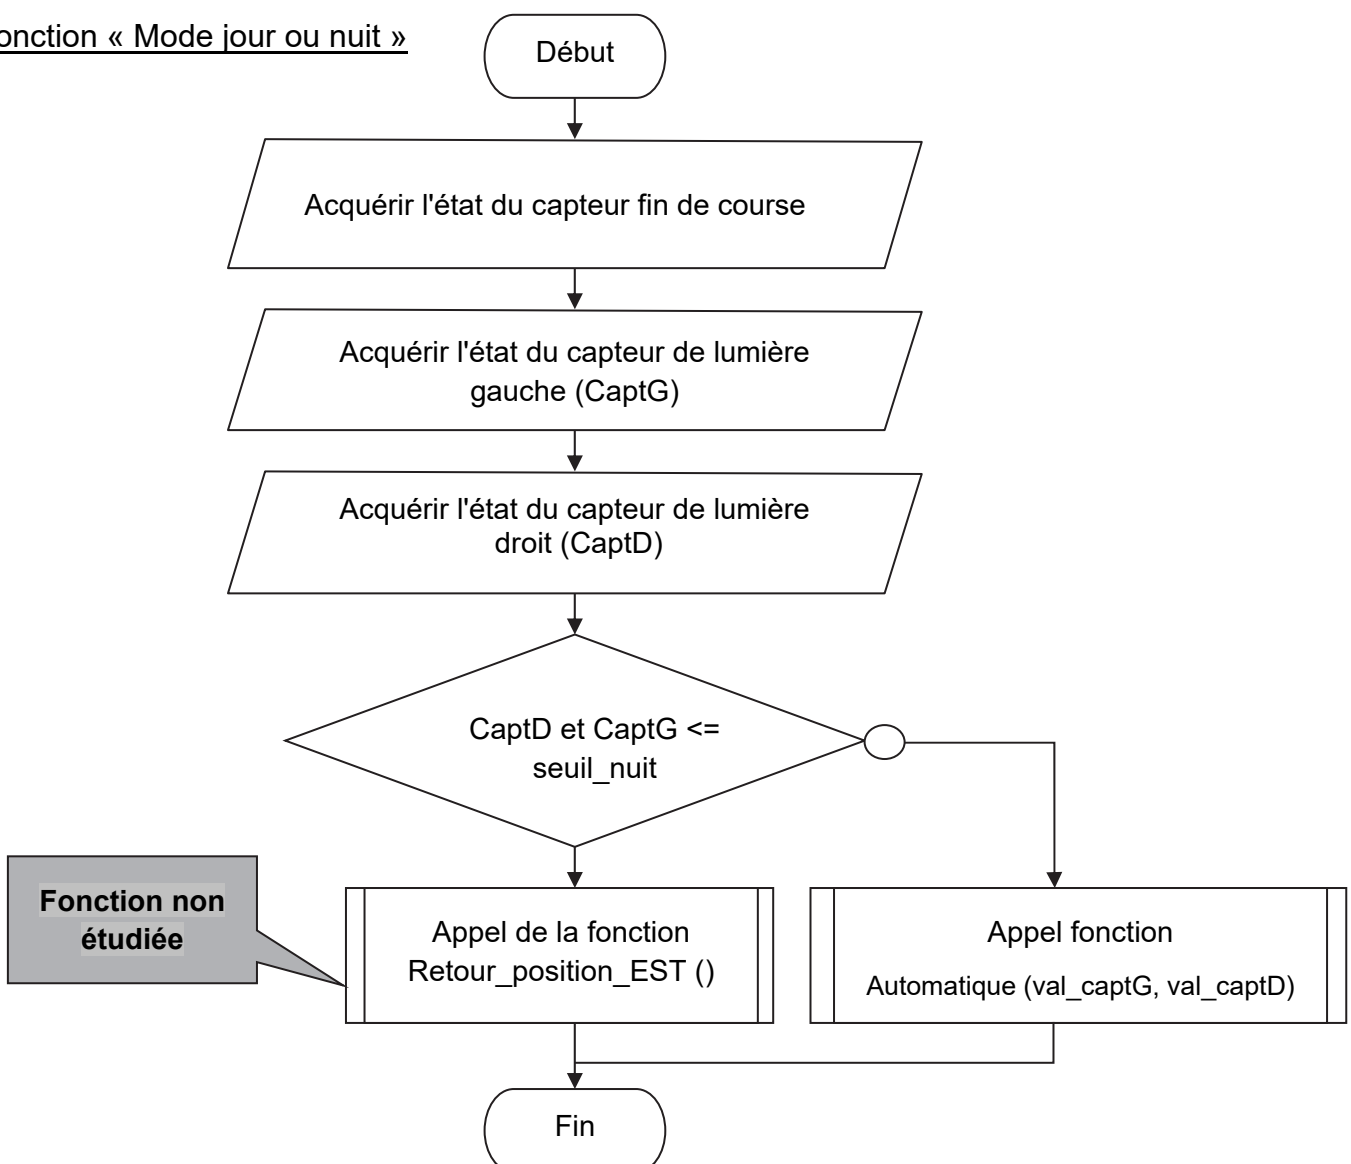 onction « Mode jour ou nuit »
Début
Acquérir l'état du capteur fin de course
Acquérir l'état du capteur de lumière
gauche (CaptG)
Acquérir l'état du capteur de lumière
droit (CaptD)
CaptD et CaptG <=
seuil_nuit
Fonction non
étudiée
Appel de la fonction
Retour_position_EST ()
Appel fonction
Automatique (val_captG, val_captD)
Fin